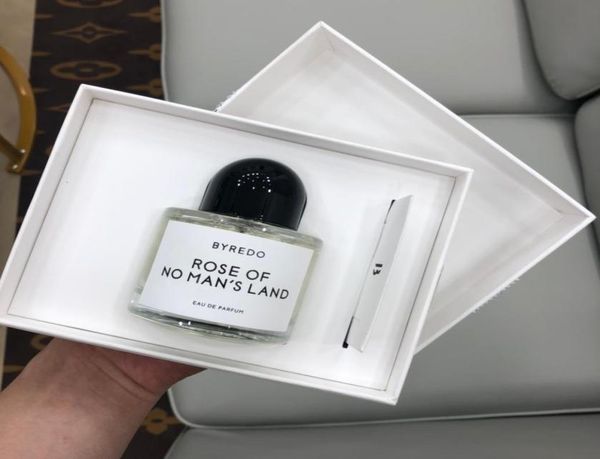 BYREDO
ROSE OF
NO MAN'S LAND
EAU DE PARFUM